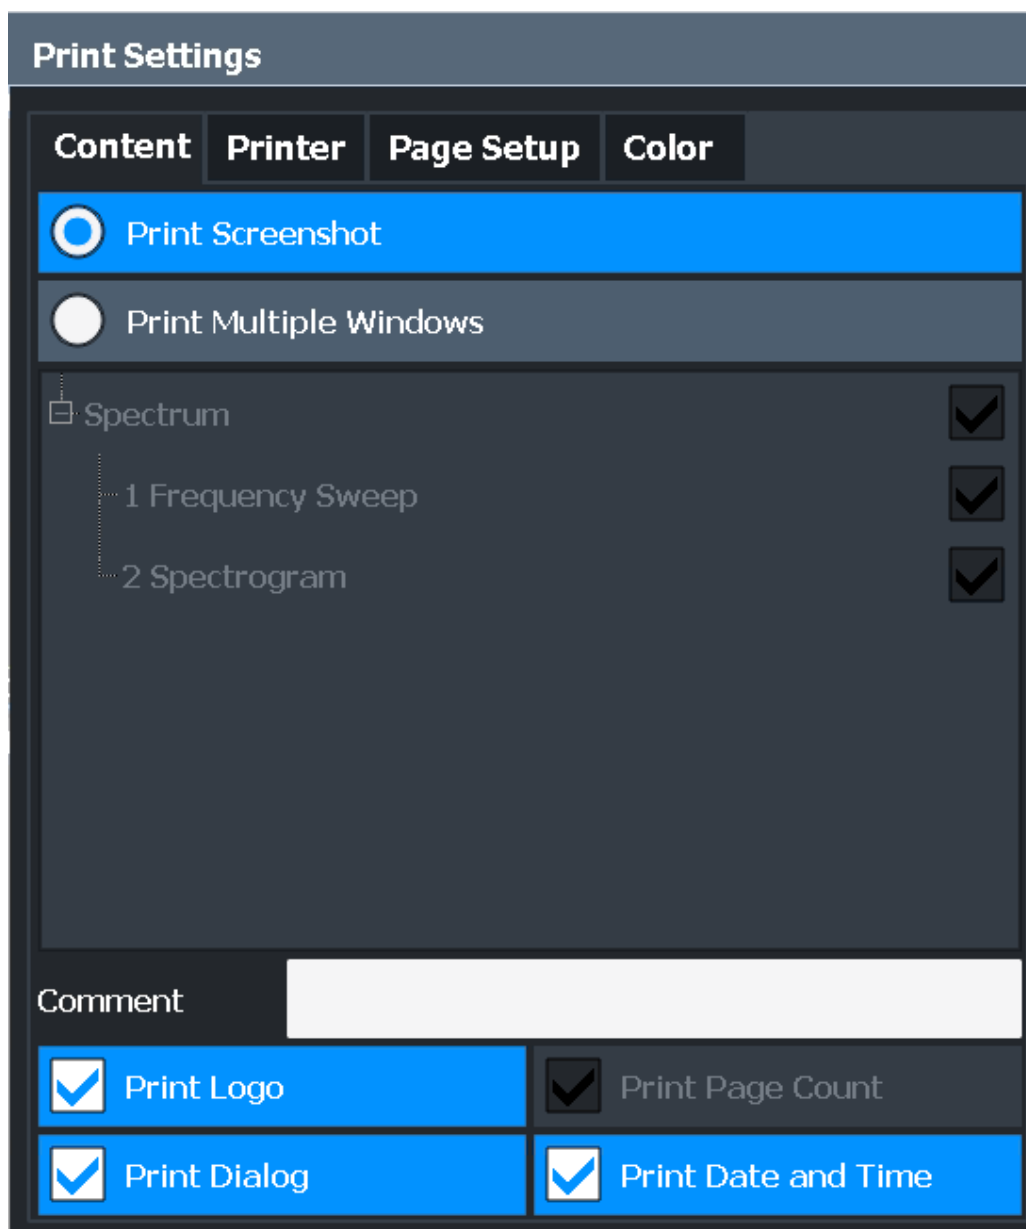 Print Settings
Content Printer Page Setup Color
Print Screenshot
Print Multiple Windows
Spectrum
1 Frequency Sweep
2 Spectrogram
Comment
Print Logo Print Page Count
Print Dialog Print Date and Time